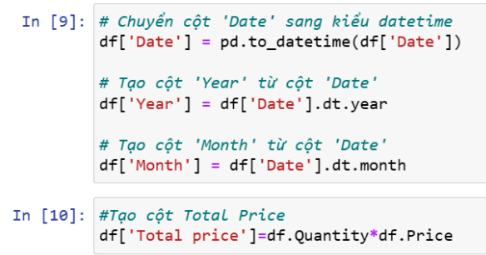 In [9]: # Chuyển cột 'Date' sang kiểu datetime
df['Date'] = pd.to_datetime(df['Date'])
# Tạo cột 'Year' từ cột 'Date'
df['Year'] = df['Date'].dt.year
# Tạo cột 'Month' từ cột 'Date'
df['Month'] = df['Date'].dt.month
In [10]: #Tạo cột Total Price
df['Total price']=df.Quantity*df.Price